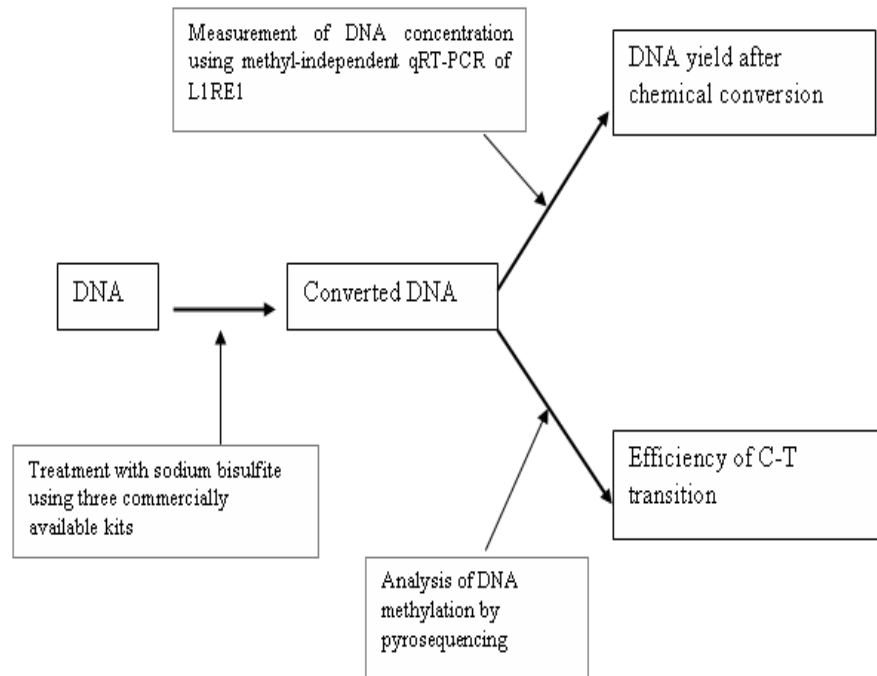 Measurement of DNA concentration
using methyl-independent qRT-PCR of
L1RE1
DNA yield after
chemical conversion
DNA
Converted DNA
Treatment with sodium bisulfite
using three commercially
available kits
Efficiency of C-T
transition
Analysis of DNA
methylation by
pyrosequencing